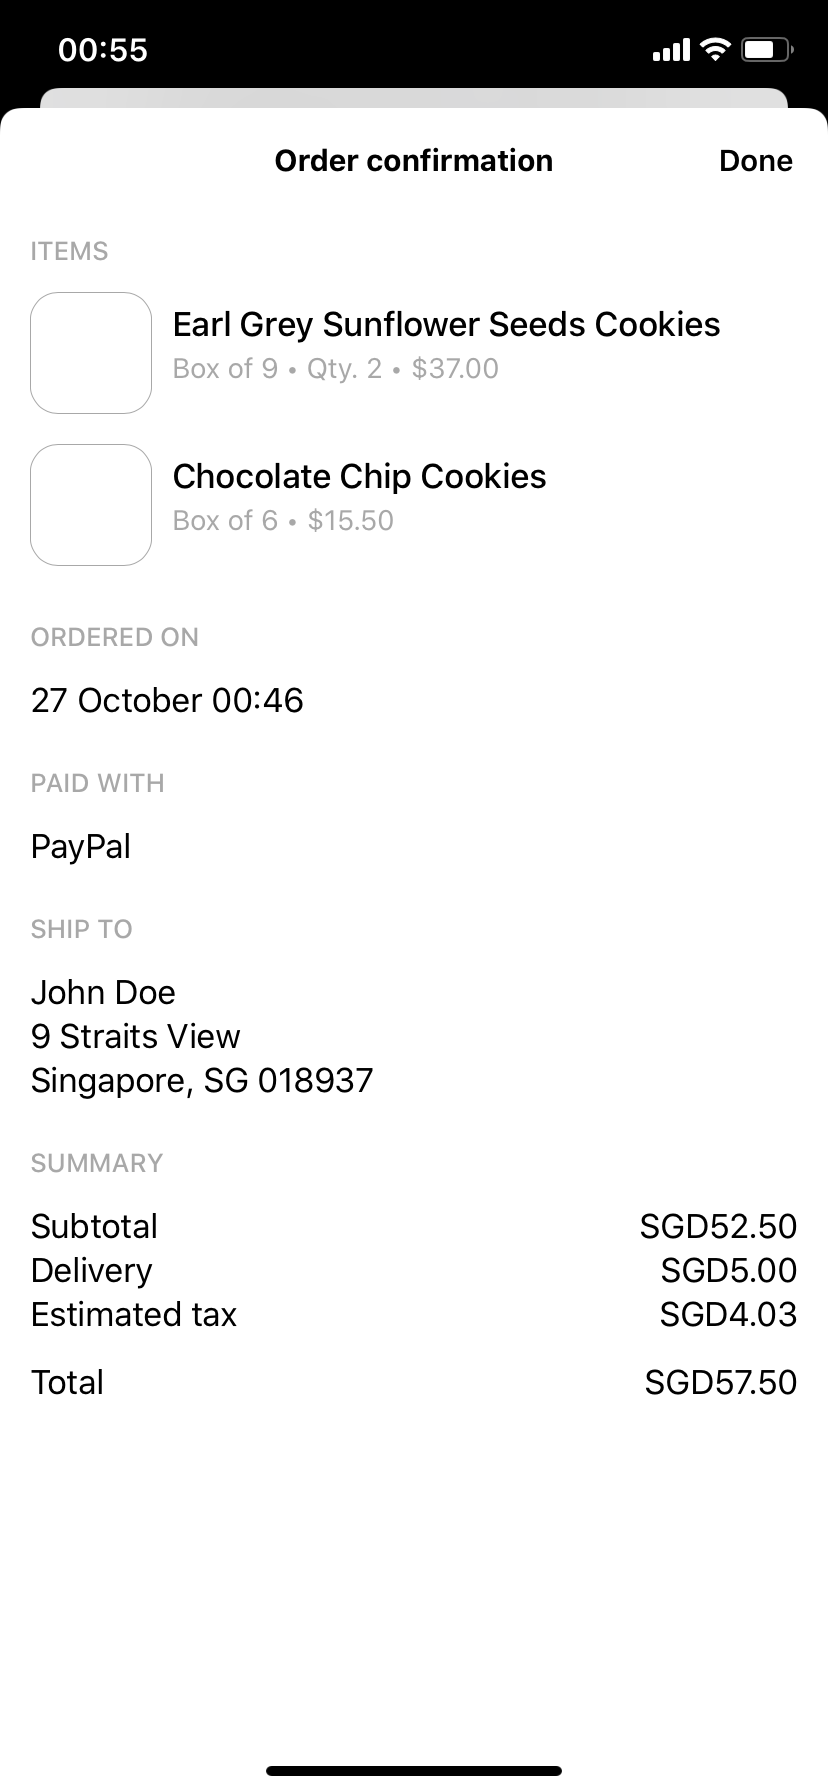 00:55
Order confirmation Done
ITEMS
Earl Grey Sunflower Seeds Cookies
Box of 9 • Qty. 2 • $37.00
Chocolate Chip Cookies
Box of 6 • $15.50
ORDERED ON
27 October 00:46
PAID WITH
PayPal
SHIP TO
John Doe
9 Straits View
Singapore, SG 018937
SUMMARY
Subtotal SGD52.50
Delivery SGD5.00
Estimated tax SGD4.03
Total SGD57.50